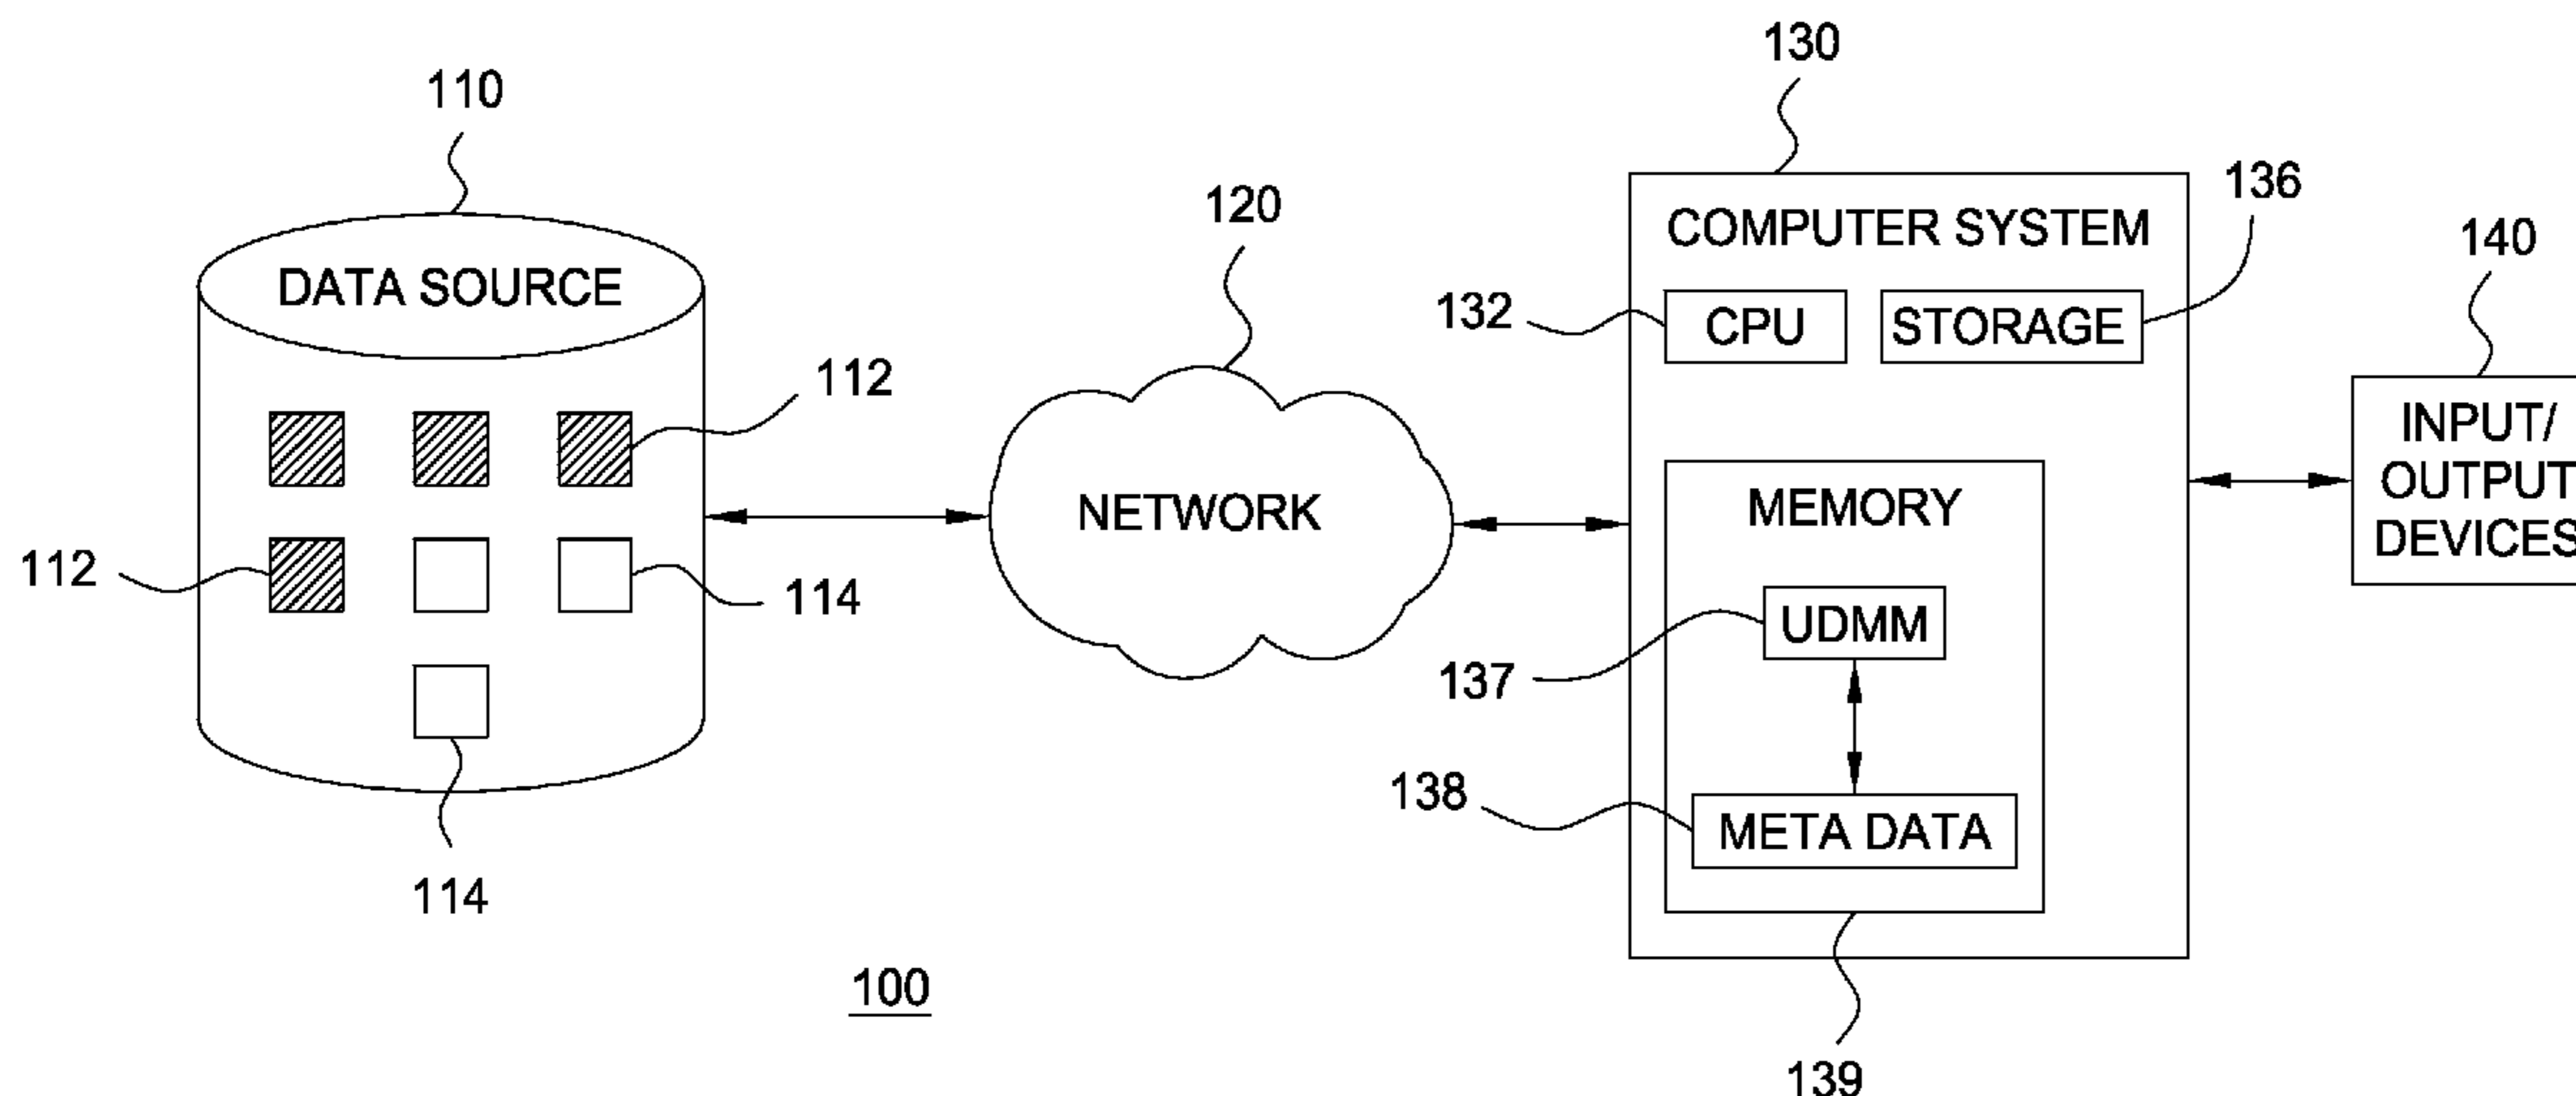 130
110
136
120
140
COMPUTER SYSTEM
DATA SOURCE
132
CPU
STORAGE
112
INPUT/
OUTPUT
DEVICES
NETWORK
MEMORY
112
114
UDMM
137
138
META DATA
114
100
139